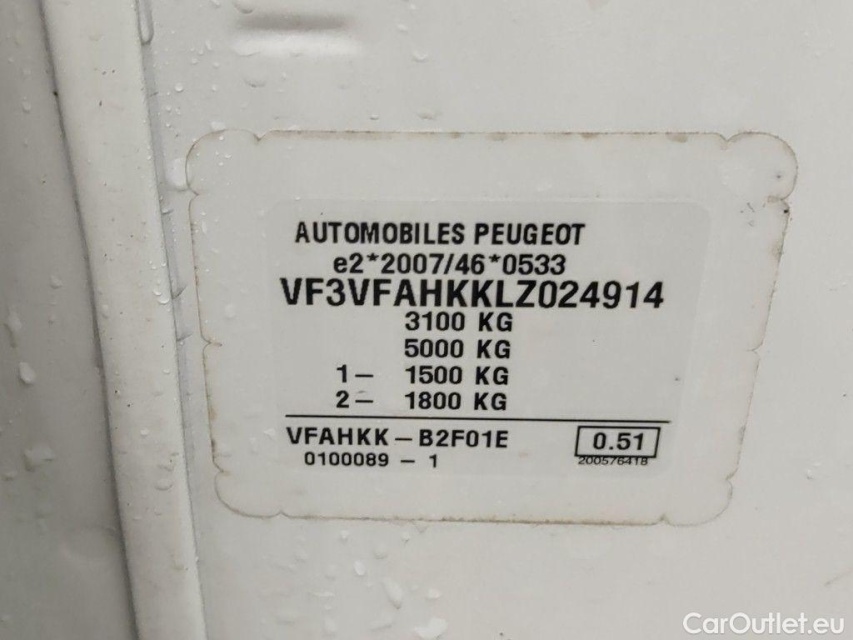 AUTOMOBILES PEUGEOT
e2*2007/46*0533
VF3VFAHKKLZ024914
3100 KG
5000 KG
1- 1500 KG
2- 1800 KG
VFAHKK-B2F01E
0.51
0100089-1
200576418
CarOutlet.eu